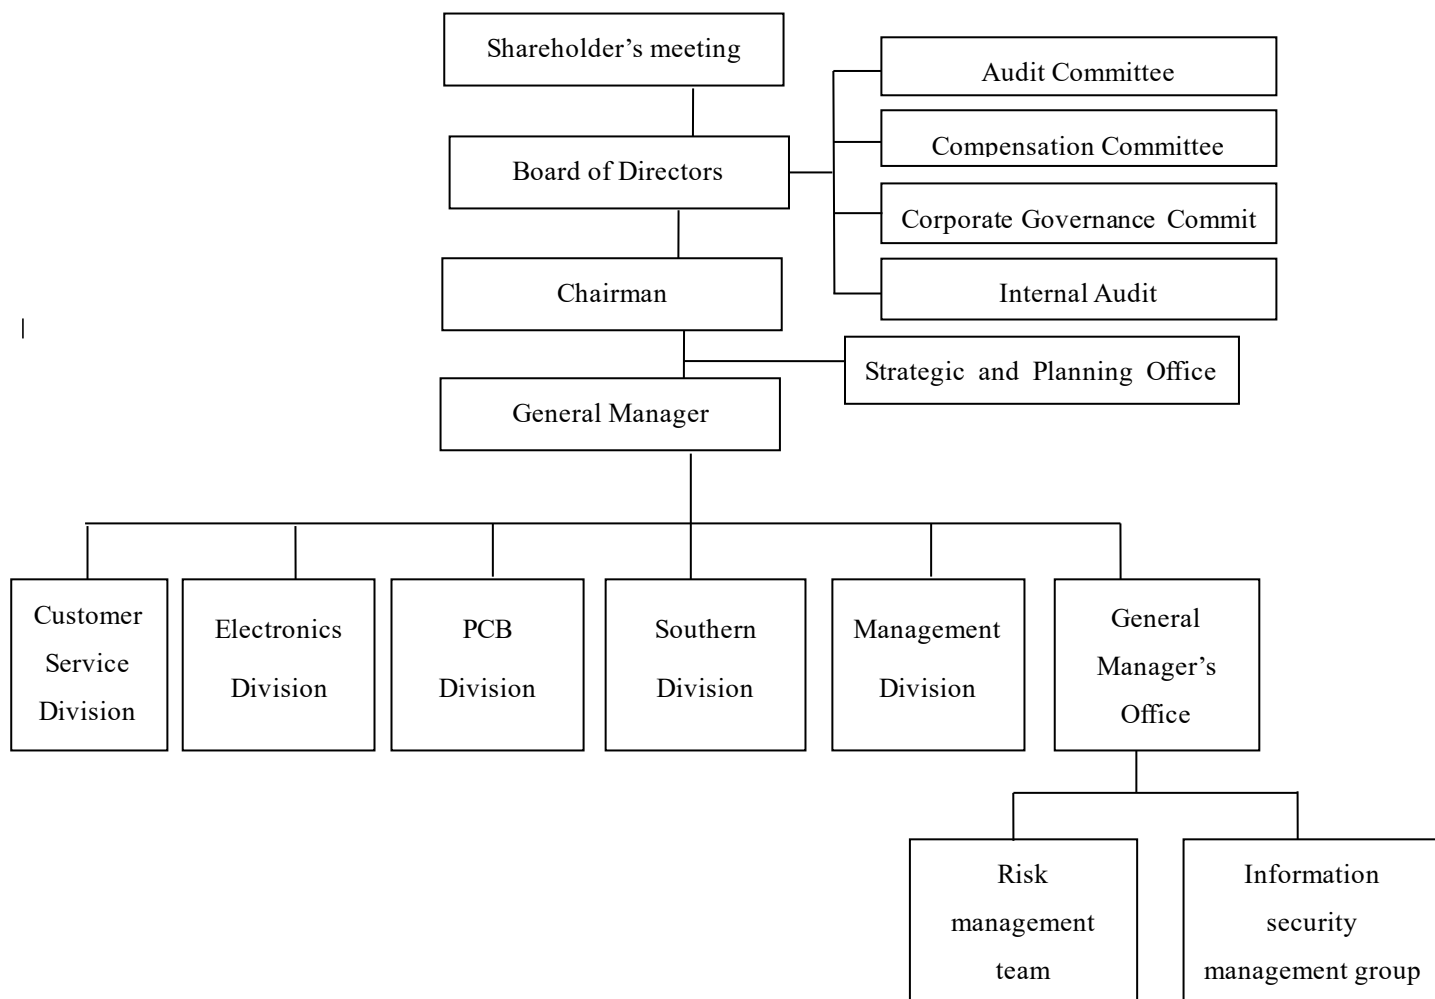 Shareholder’s meeting
Audit Committee
Compensation Committee
Board of Directors
Corporate Governance Commit
Chairman
Internal Audit
Strategic and Planning Office
General Manager
Customer
Service
Division
Electronics
Division
PCB
Division
Southern
Division
Management
Division
General
Manager’s
Office
Risk
management
team
Information
security
management group